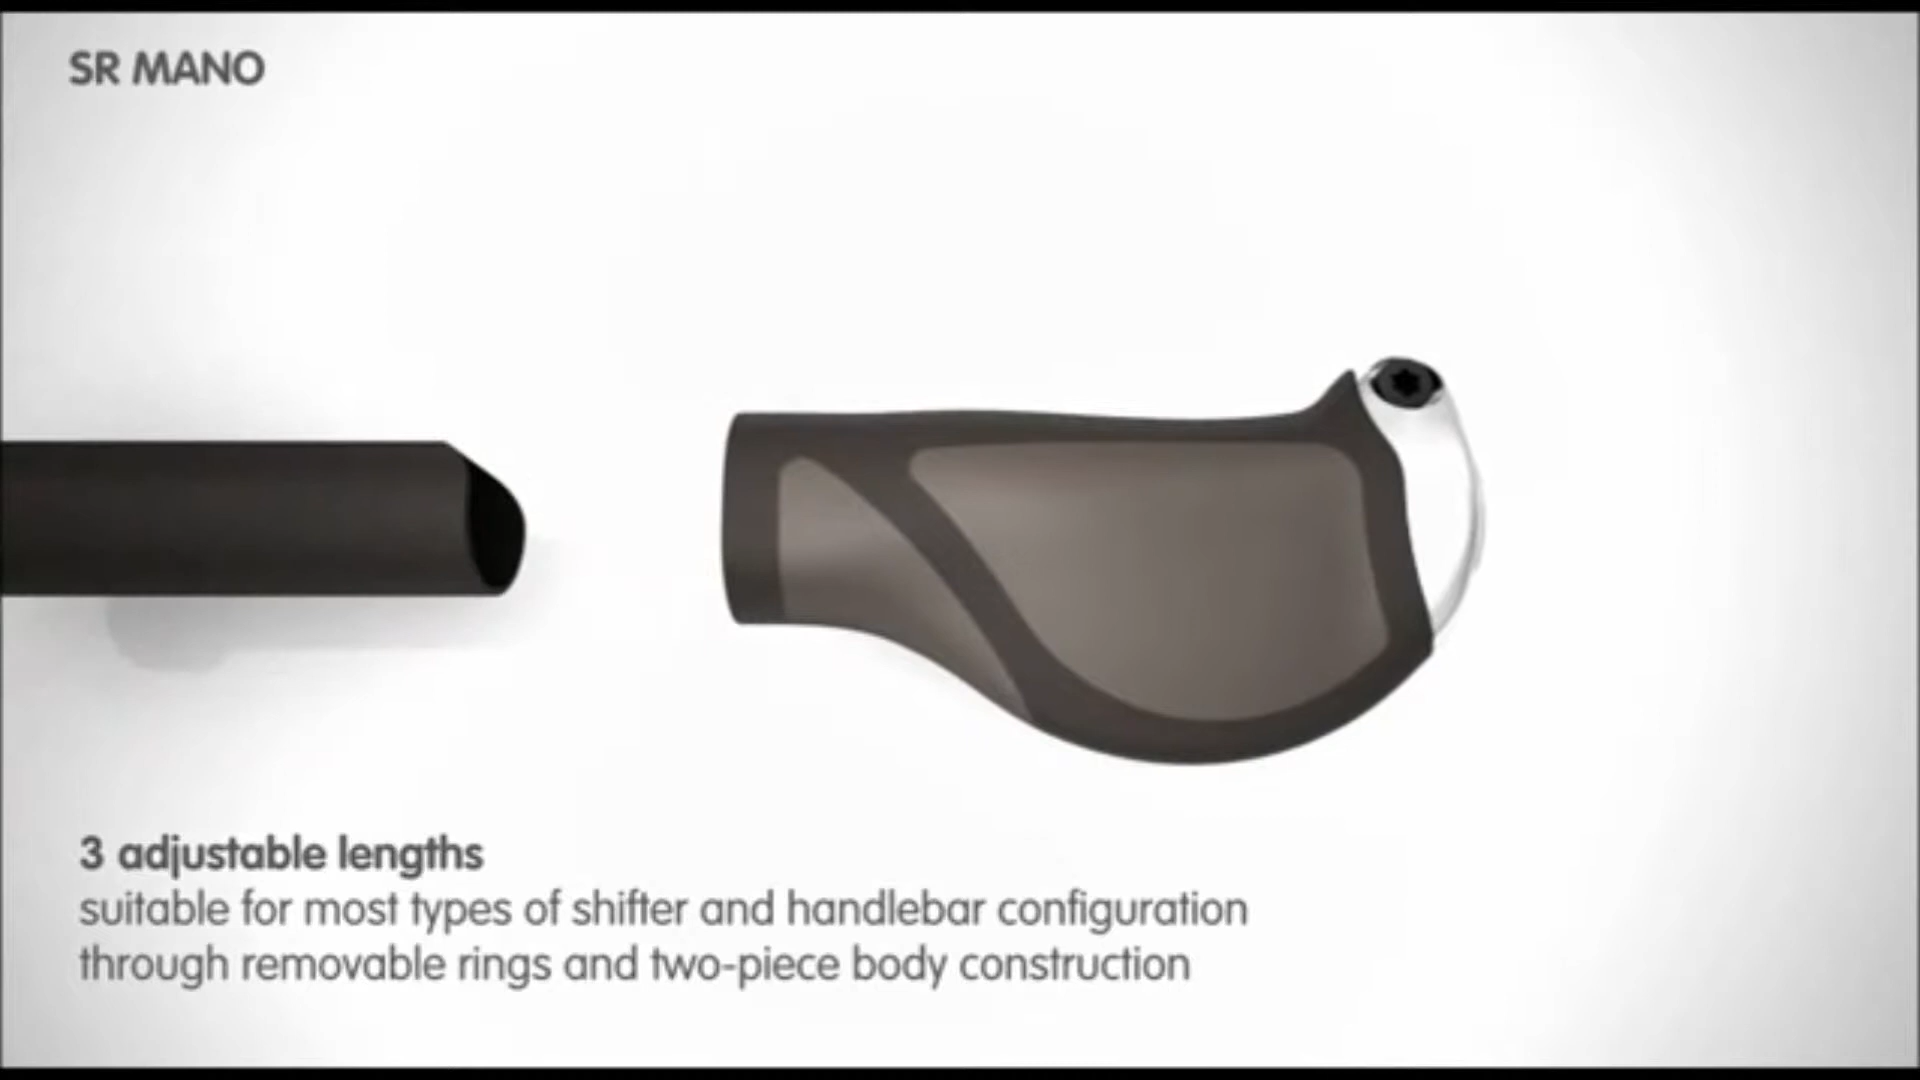 SR MANO
3 adjustable lengths
suitable for most types of shifter and handlebar configuration
through removable rings and two-piece body construction